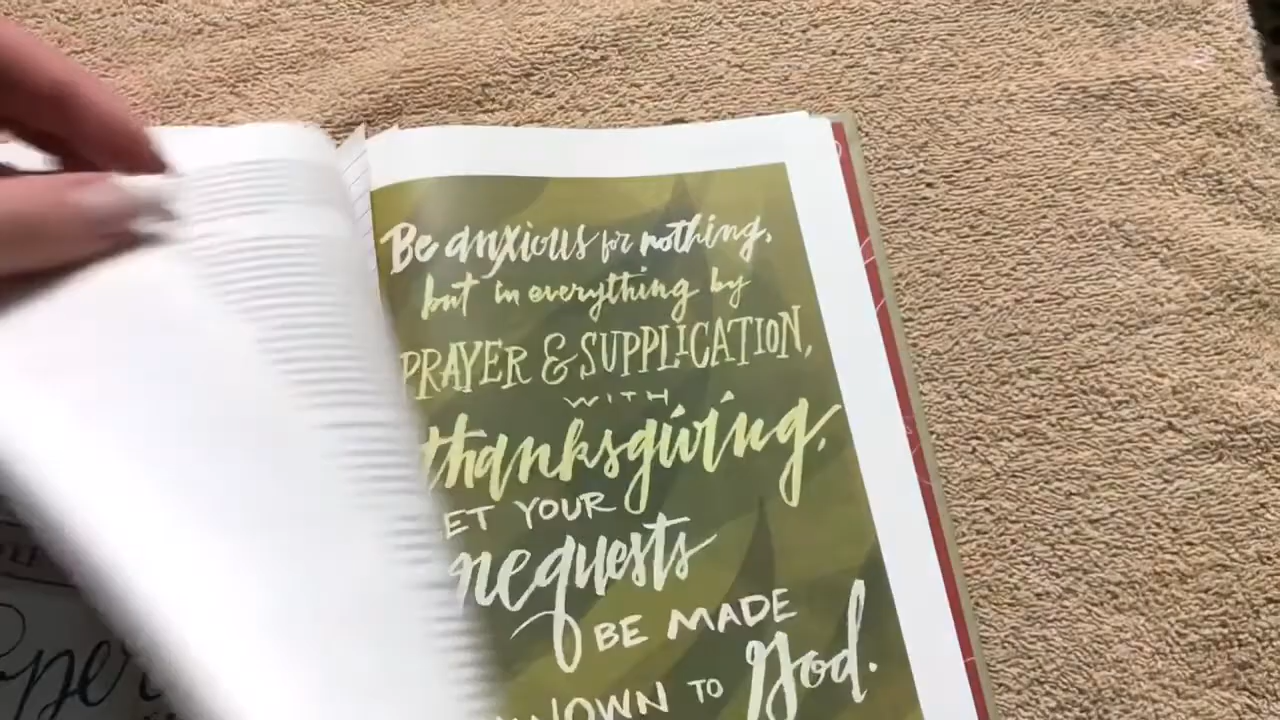 Be anxious for nothing,
but in everything by
PRAYER & SUPPLICATION,
WITH
thanksgiving,
ET YOUR
requests
BE MADE
NOWN TO God.